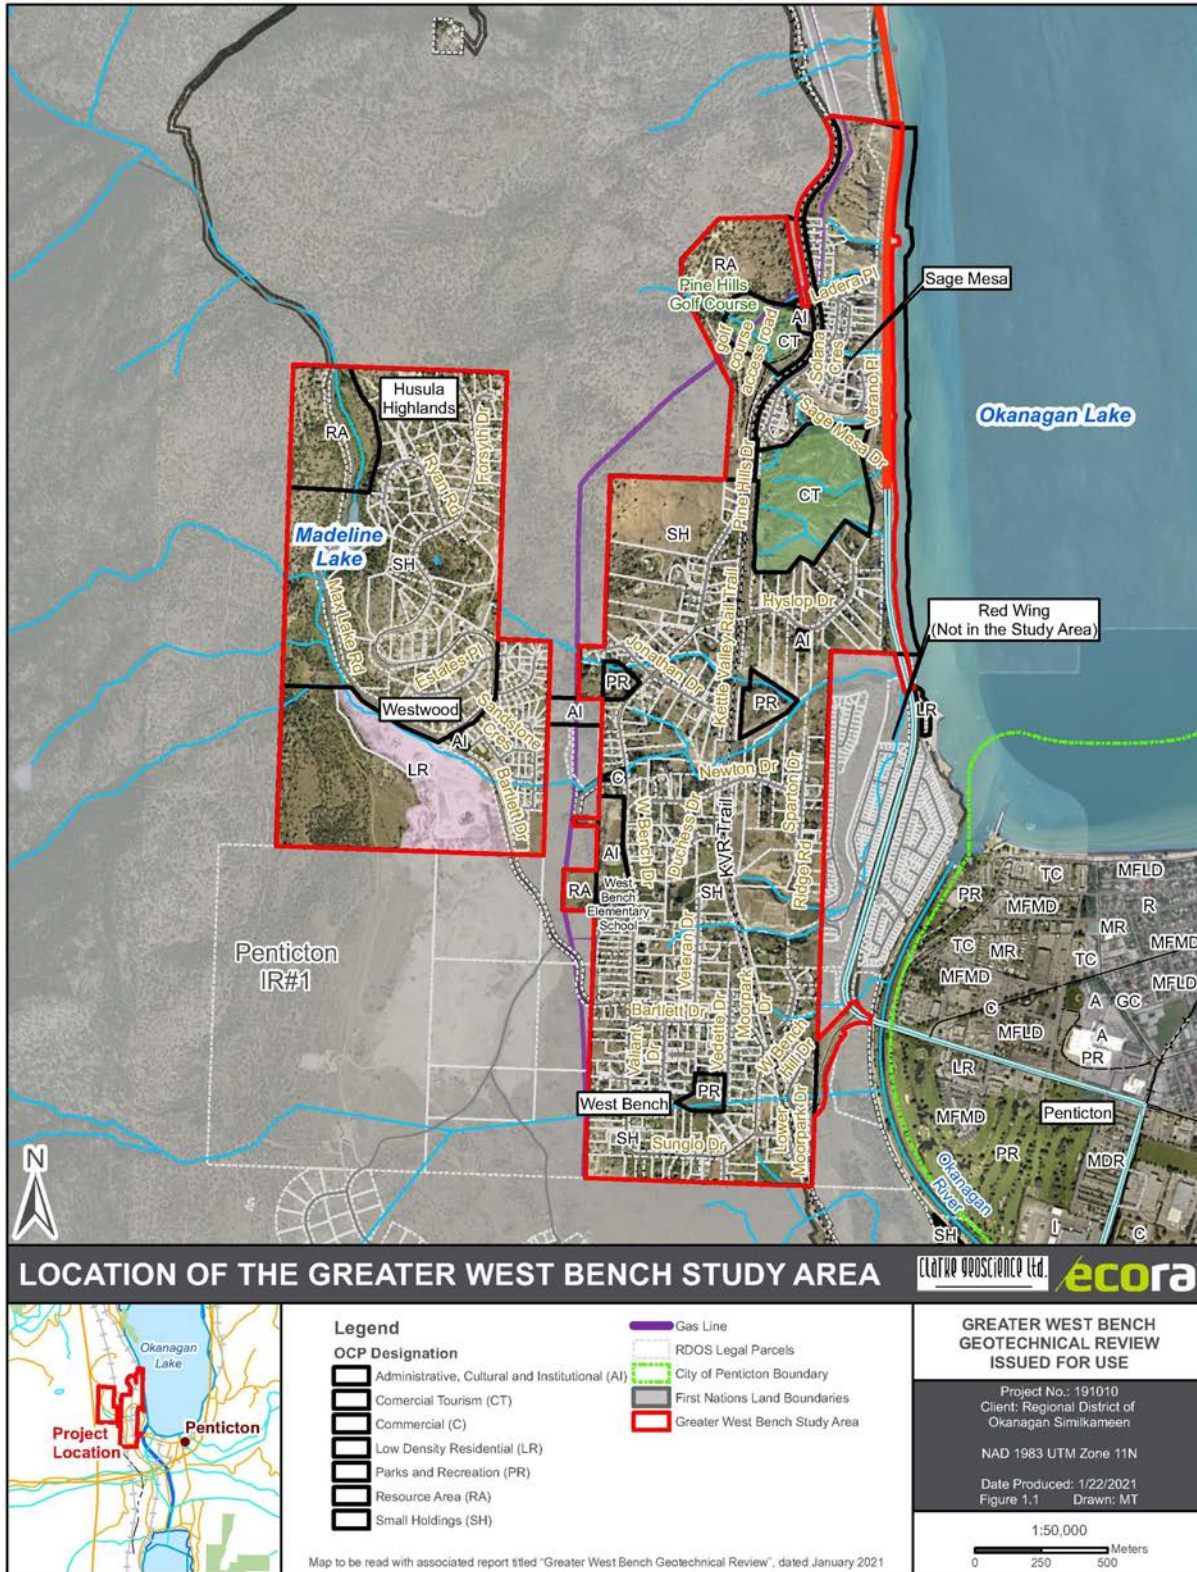 RA
Pine Hills
Golf Course
Ladera Pl
Sage Mesa
AI
CT
golf
course
access road
Solana
Cres
Verano Pl
Husula
Highlands
Forsyth Dr
RA
Ryan Rd
Sage Mesa Dr
Okanagan Lake
Pine Hills Dr
CT
SH
Madeline
Lake
SH
Max Lake Rd
Hyslop Dr
Red Wing
(Not in the Study Area)
AI
Jonathan Dr
Kettle Valley Rail Trail
Estates Pl
PR
PR
Westwood
Sandstone
Cres
AI
LR
AI
LR
Bartlett Dr
Newton Dr
C
W Bench Dr
Duchess Dr
KVR Trail
Sparton Dr
Ridge Rd
AI
RA
West
Bench
Elementary
School
SH
Veteran Dr
Penticton
IR#1
Bartlett Dr
Valiant
Dr
Vedette Dr
Moorpark
Dr
W Bench
Hill Dr
PR
West Bench
SH
Sunglo Dr
Lower
Moorpark Dr
PR
TC
MFLD
MFMD
R
MR
TC
MR
MFMD
TC
MFMD
MFLD
C
A
GC
MFLD
A
PR
LR
MFMD
Penticton
PR
MDR
Okanagan
River
SH
I
C
N
LOCATION OF THE GREATER WEST BENCH STUDY AREA
Clarke Geoscience Ltd.
ecora
Okanagan
Lake
Project
Location
Penticton
Legend
OCP Designation
Administrative, Cultural and Institutional (AI)
Comercial Tourism (CT)
Commercial (C)
Low Density Residential (LR)
Parks and Recreation (PR)
Resource Area (RA)
Small Holdings (SH)
Gas Line
RDOS Legal Parcels
City of Penticton Boundary
First Nations Land Boundaries
Greater West Bench Study Area
Map to be read with associated report titled "Greater West Bench Geotechnical Review", dated January 2021
GREATER WEST BENCH
GEOTECHNICAL REVIEW
ISSUED FOR USE
Project No.: 191010
Client: Regional District of
Okanagan Similkameen
NAD 1983 UTM Zone 11N
Date Produced: 1/22/2021
Figure 1.1 Drawn: MT
1:50,000
Meters
0 250 500